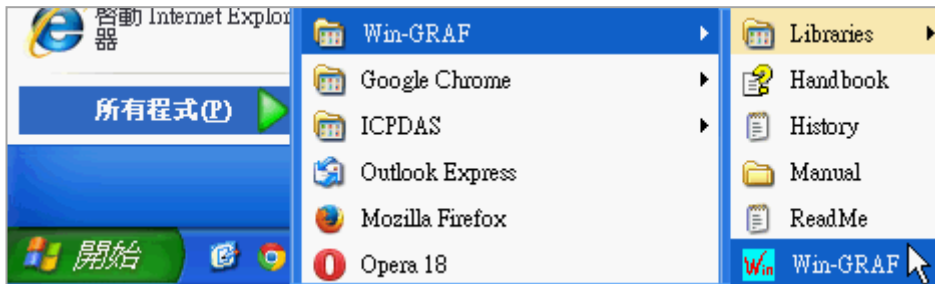 啓動 Internet Explor
器
所有程式(P)
開始
Win-GRAF
Google Chrome
ICPDAS
Outlook Express
Mozilla Firefox
Opera 18
Libraries
Handbook
History
Manual
ReadMe
Win-GRAF